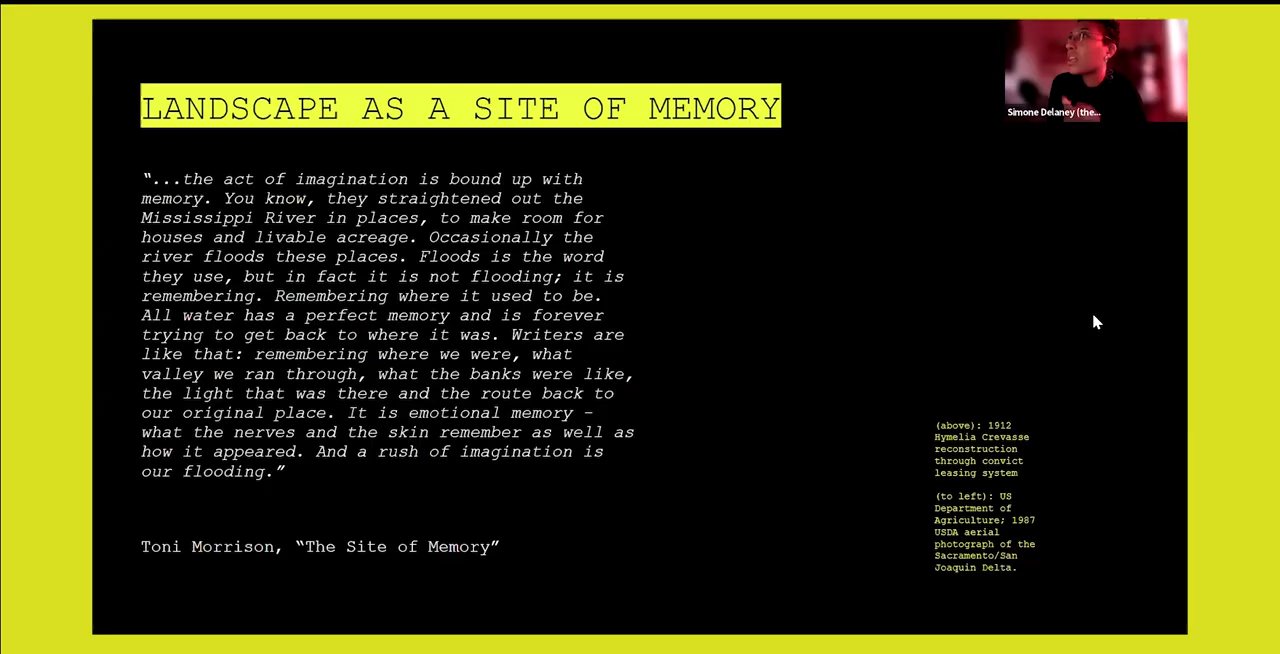 LANDSCAPE AS A SITE OF MEMORY
Simone Delaney (the...
“...the act of imagination is bound up with
memory. You know, they straightened out the
Mississippi River in places, to make room for
houses and livable acreage. Occasionally the
river floods these places. Floods is the word
they use, but in fact it is not flooding; it is
remembering. Remembering where it used to be.
All water has a perfect memory and is forever
trying to get back to where it was. Writers are
like that: remembering where we were, what
valley we ran through, what the banks were like,
the light that was there and the route back to
our original place. It is emotional memory -
what the nerves and the skin remember as well as
how it appeared. And a rush of imagination is
our flooding.”
Toni Morrison, “The Site of Memory”
(above): 1912
Hymelia Crevasse
reconstruction
through convict
leasing system
(to left): US
Department of
Agriculture; 1987
USDA aerial
photograph of the
Sacramento/San
Joaquin Delta.